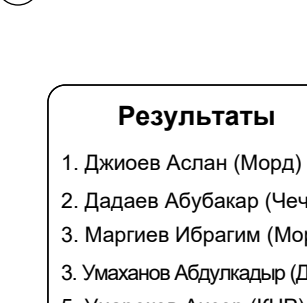 Результаты
1. Джиоев Аслан (Морд)
2. Дадаев Абубакар (Чеч
3. Маргиев Ибрагим (Мор
3. Умаханов Абдулкадыр (Д